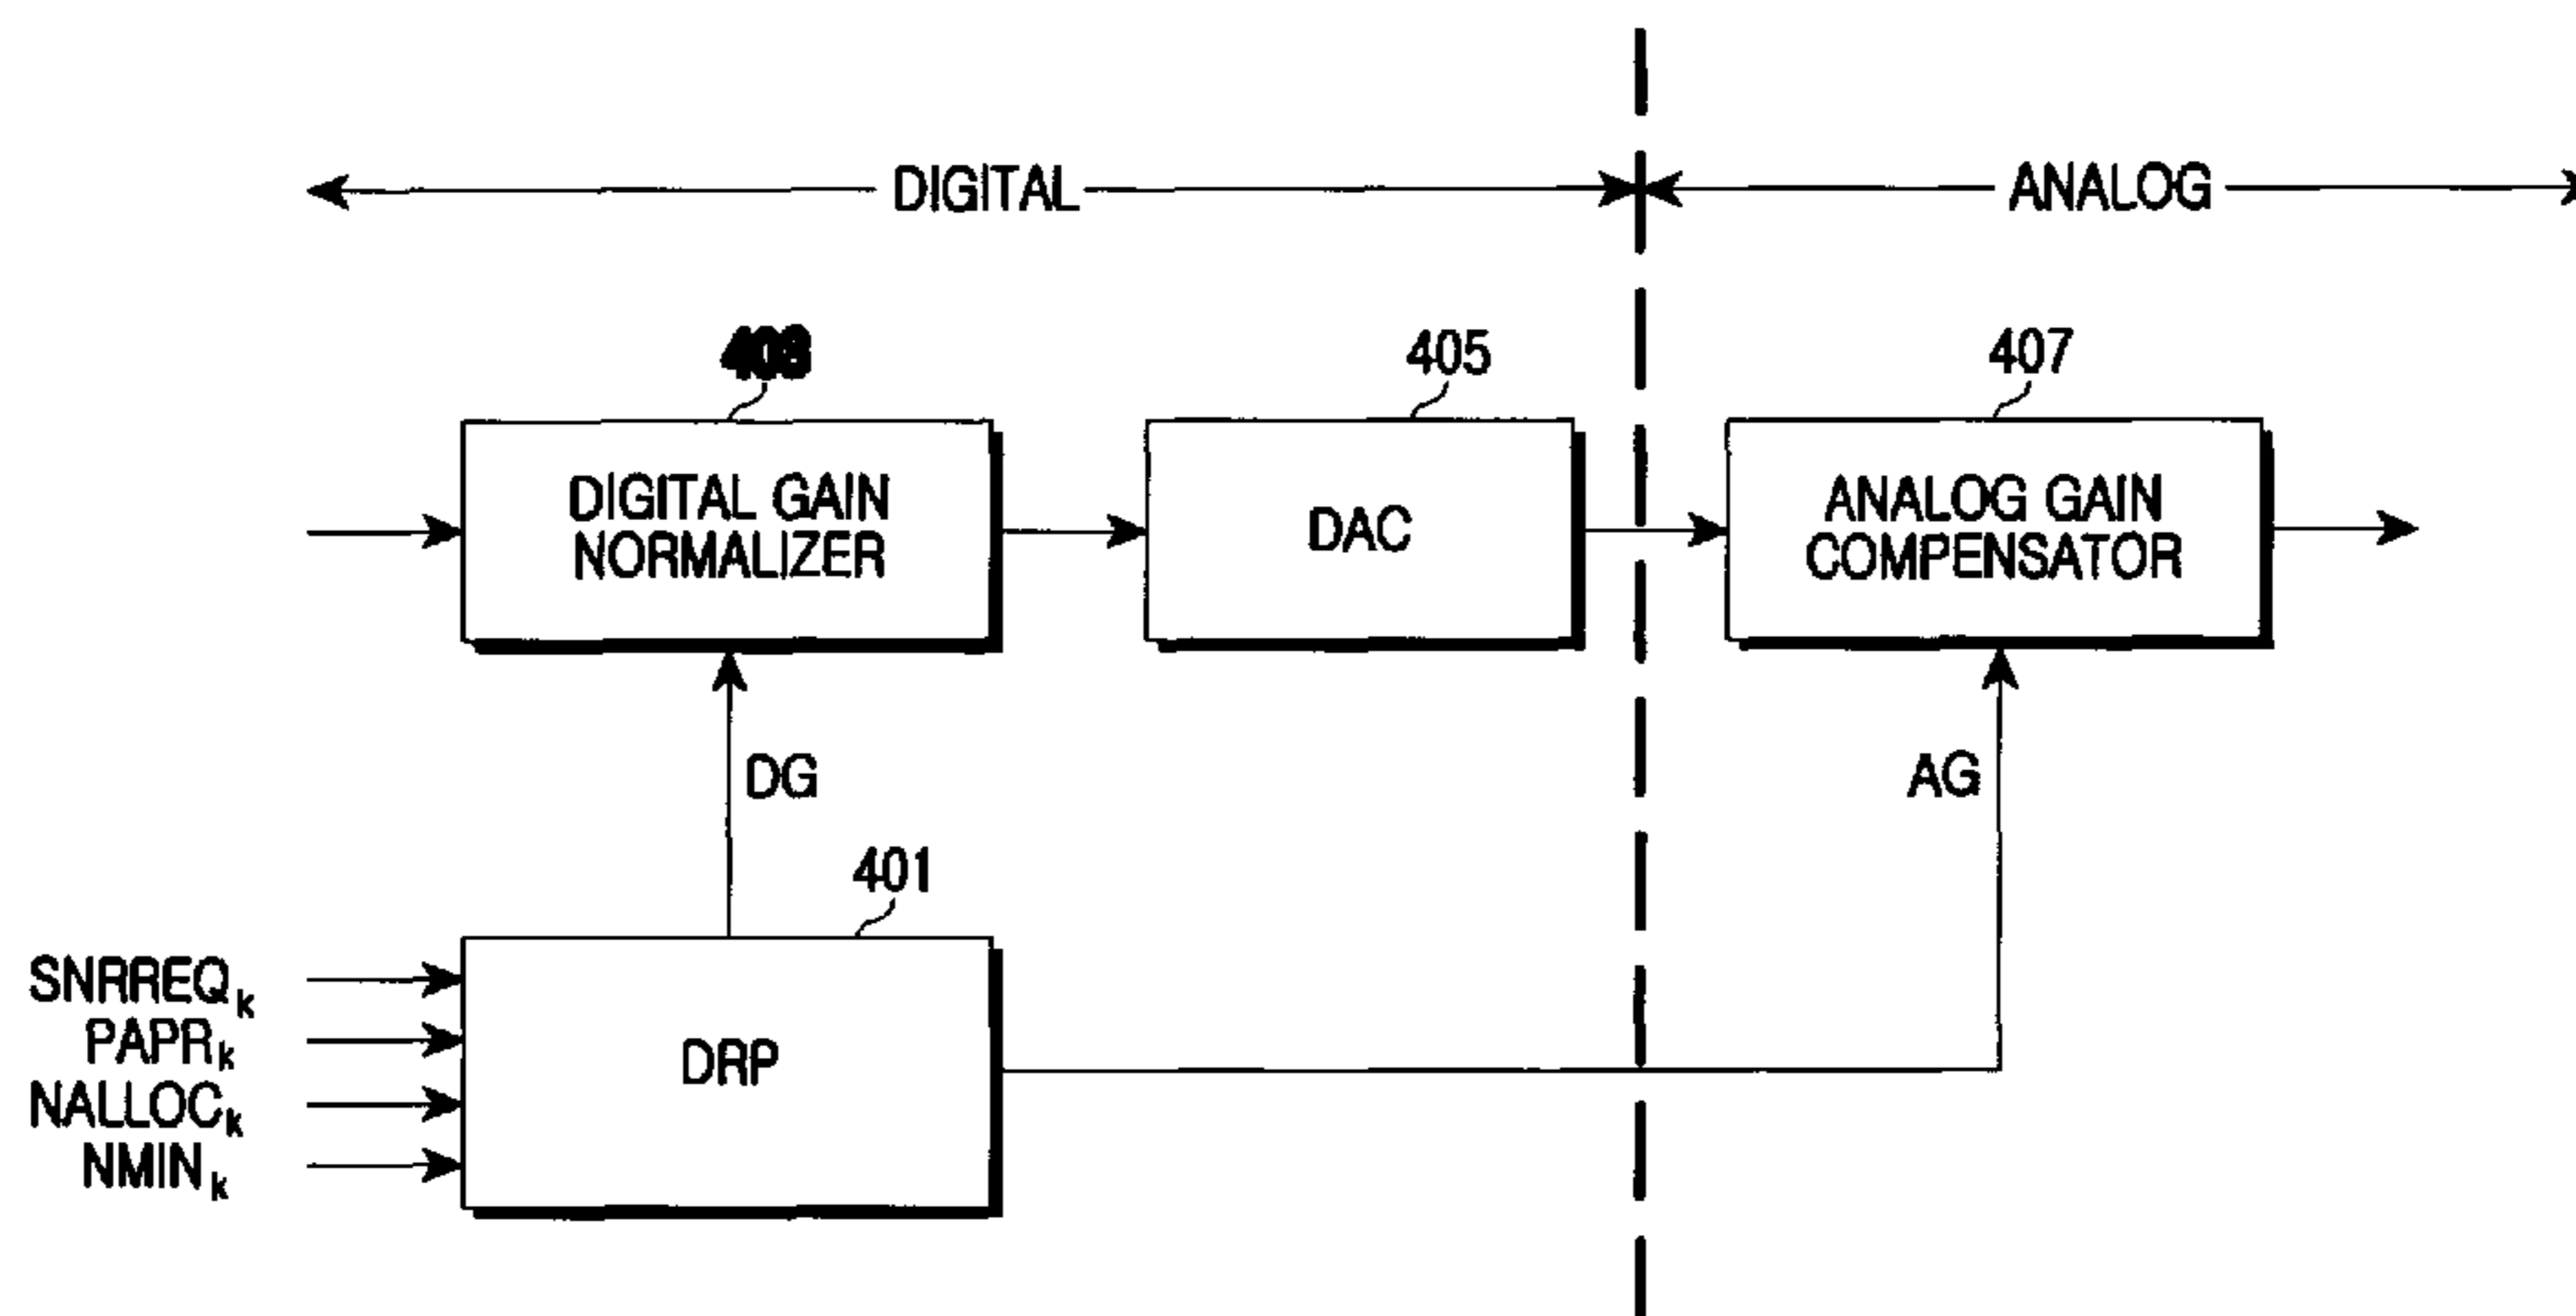 DIGITAL
ANALOG
405
407
DIGITAL GAIN
NORMALIZER
DAC
ANALOG GAIN
COMPENSATOR
DG
AG
401
SNRREQk
PAPRk
NALLOCk
NMINk
DRP